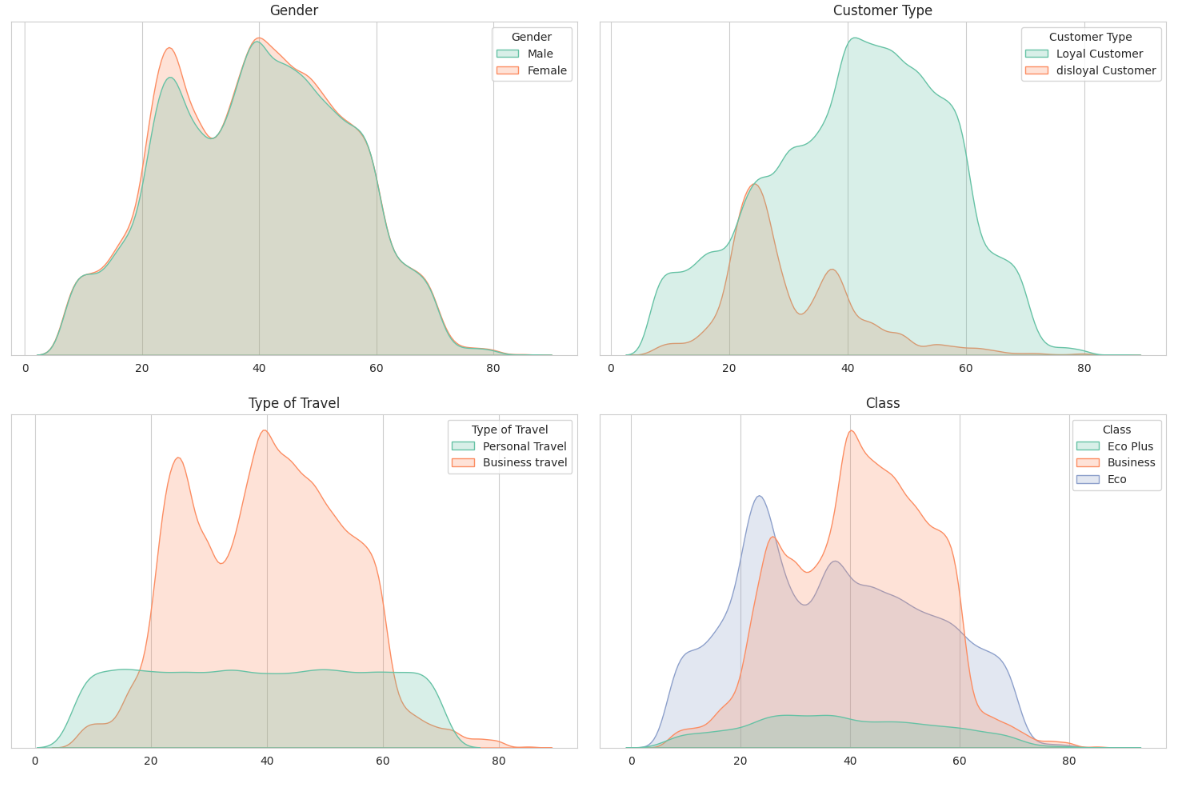 Gender
Gender
Male
Female
0 20 40 60 80
Customer Type
Customer Type
Loyal Customer
disloyal Customer
0 20 40 60 80
Type of Travel
Type of Travel
Personal Travel
Business travel
0 20 40 60 80
Class
Class
Eco Plus
Business
Eco
0 20 40 60 80